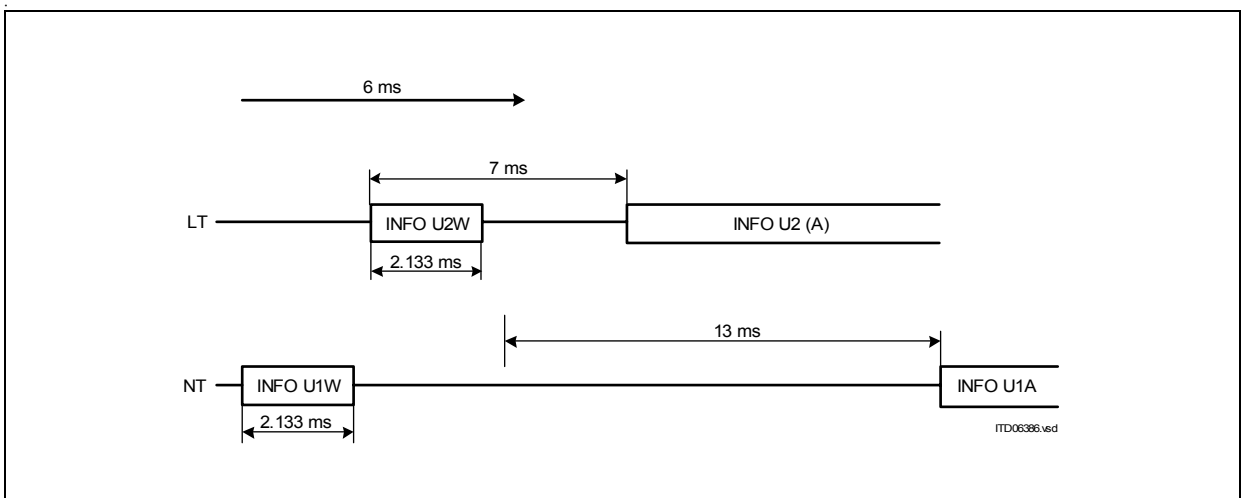 6 ms
7 ms
LT
INFO U2W
INFO U2 (A)
2.133 ms
13 ms
NT
INFO U1W
INFO U1A
2.133 ms
ITD06386.vsd